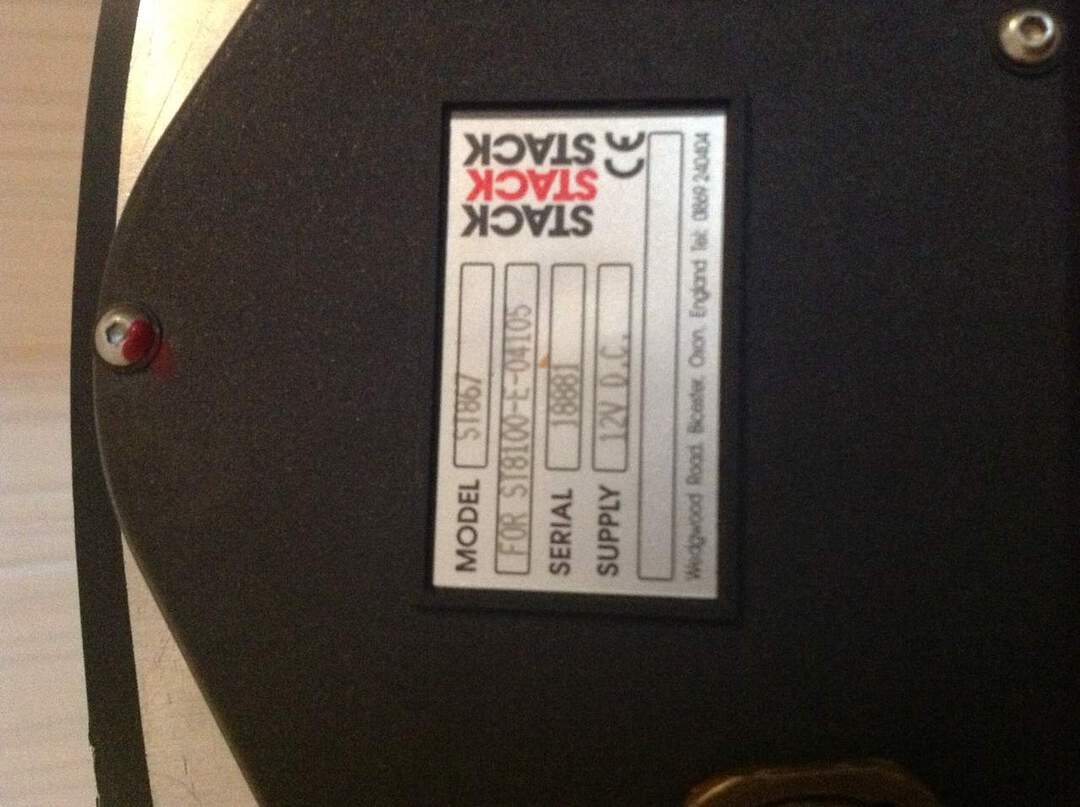 STACK
STACK
STACK
CE
MODEL ST867
FOR ST8100-E-04105
SERIAL 18881
SUPPLY 12V D.C.
Wedgwood Road, Bicester, Oxon, England Tel: 0869 240404